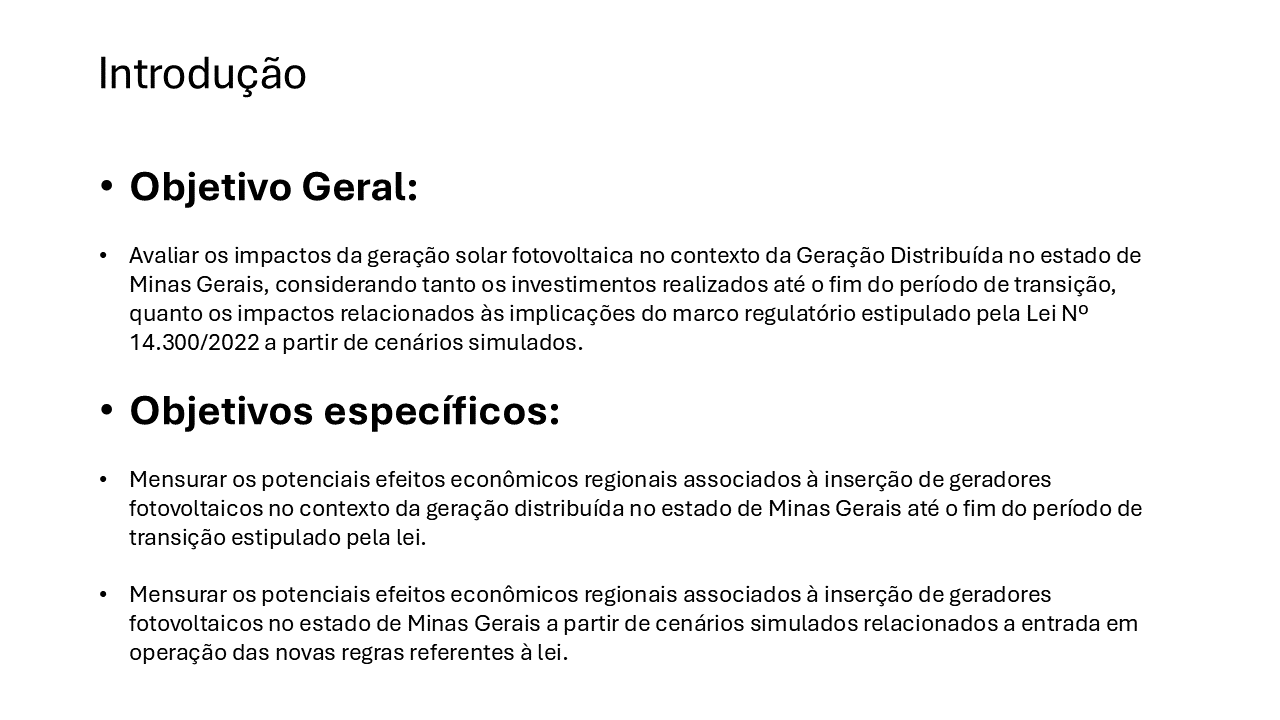 Introdução
• Objetivo Geral:
• Avaliar os impactos da geração solar fotovoltaica no contexto da Geração Distribuída no estado de
Minas Gerais, considerando tanto os investimentos realizados até o fim do período de transição,
quanto os impactos relacionados às implicações do marco regulatório estipulado pela Lei Nº
14.300/2022 a partir de cenários simulados.
• Objetivos específicos:
• Mensurar os potenciais efeitos econômicos regionais associados à inserção de geradores
fotovoltaicos no contexto da geração distribuída no estado de Minas Gerais até o fim do período de
transição estipulado pela lei.
• Mensurar os potenciais efeitos econômicos regionais associados à inserção de geradores
fotovoltaicos no estado de Minas Gerais a partir de cenários simulados relacionados a entrada em
operação das novas regras referentes à lei.